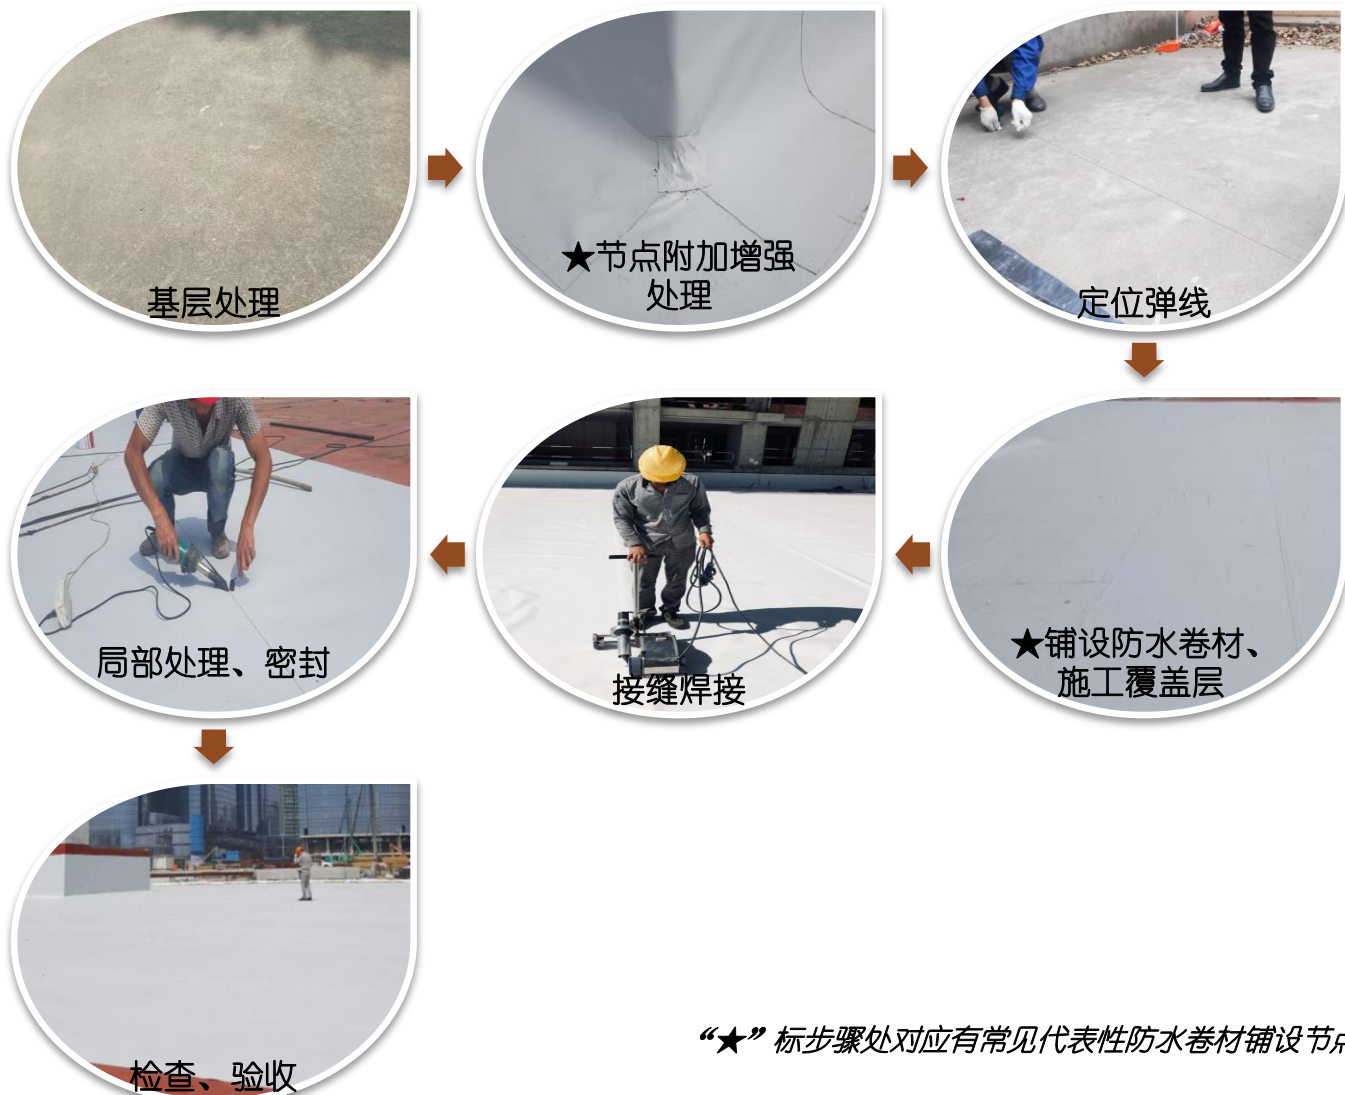 基层处理
★节点附加增强
处理
定位弹线
★铺设防水卷材、
施工覆盖层
接缝焊接
局部处理、密封
检查、验收
“★”标步骤处对应有常见代表性防水卷材铺设节点